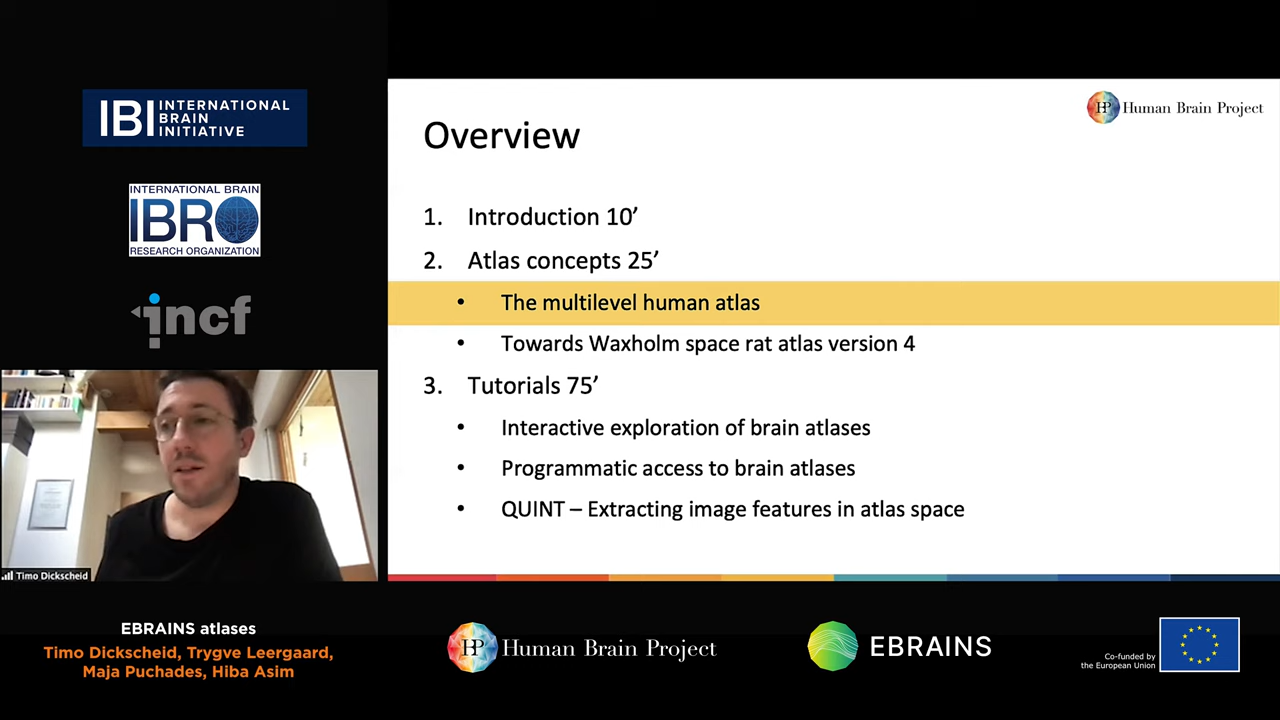 IBI INTERNATIONAL
BRAIN
INITIATIVE
INTERNATIONAL BRAIN
IBRO
RESEARCH ORGANIZATION
incf
Timo Dickscheid
EBRAINS atlases
Timo Dickscheid, Trygve Leergaard,
Maja Puchades, Hiba Asim
HP Human Brain Project
Overview
1. Introduction 10’
2. Atlas concepts 25’
• The multilevel human atlas
• Towards Waxholm space rat atlas version 4
3. Tutorials 75’
• Interactive exploration of brain atlases
• Programmatic access to brain atlases
• QUINT – Extracting image features in atlas space
HP Human Brain Project
EBRAINS
Co-funded by
the European Union